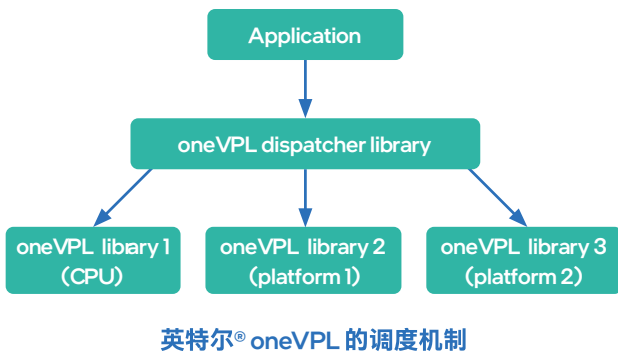 Application
oneVPL dispatcher library
oneVPL library 1
(CPU)
oneVPL library 2
(platform 1)
oneVPL library 3
(platform 2)
英特尔® oneVPL 的调度机制